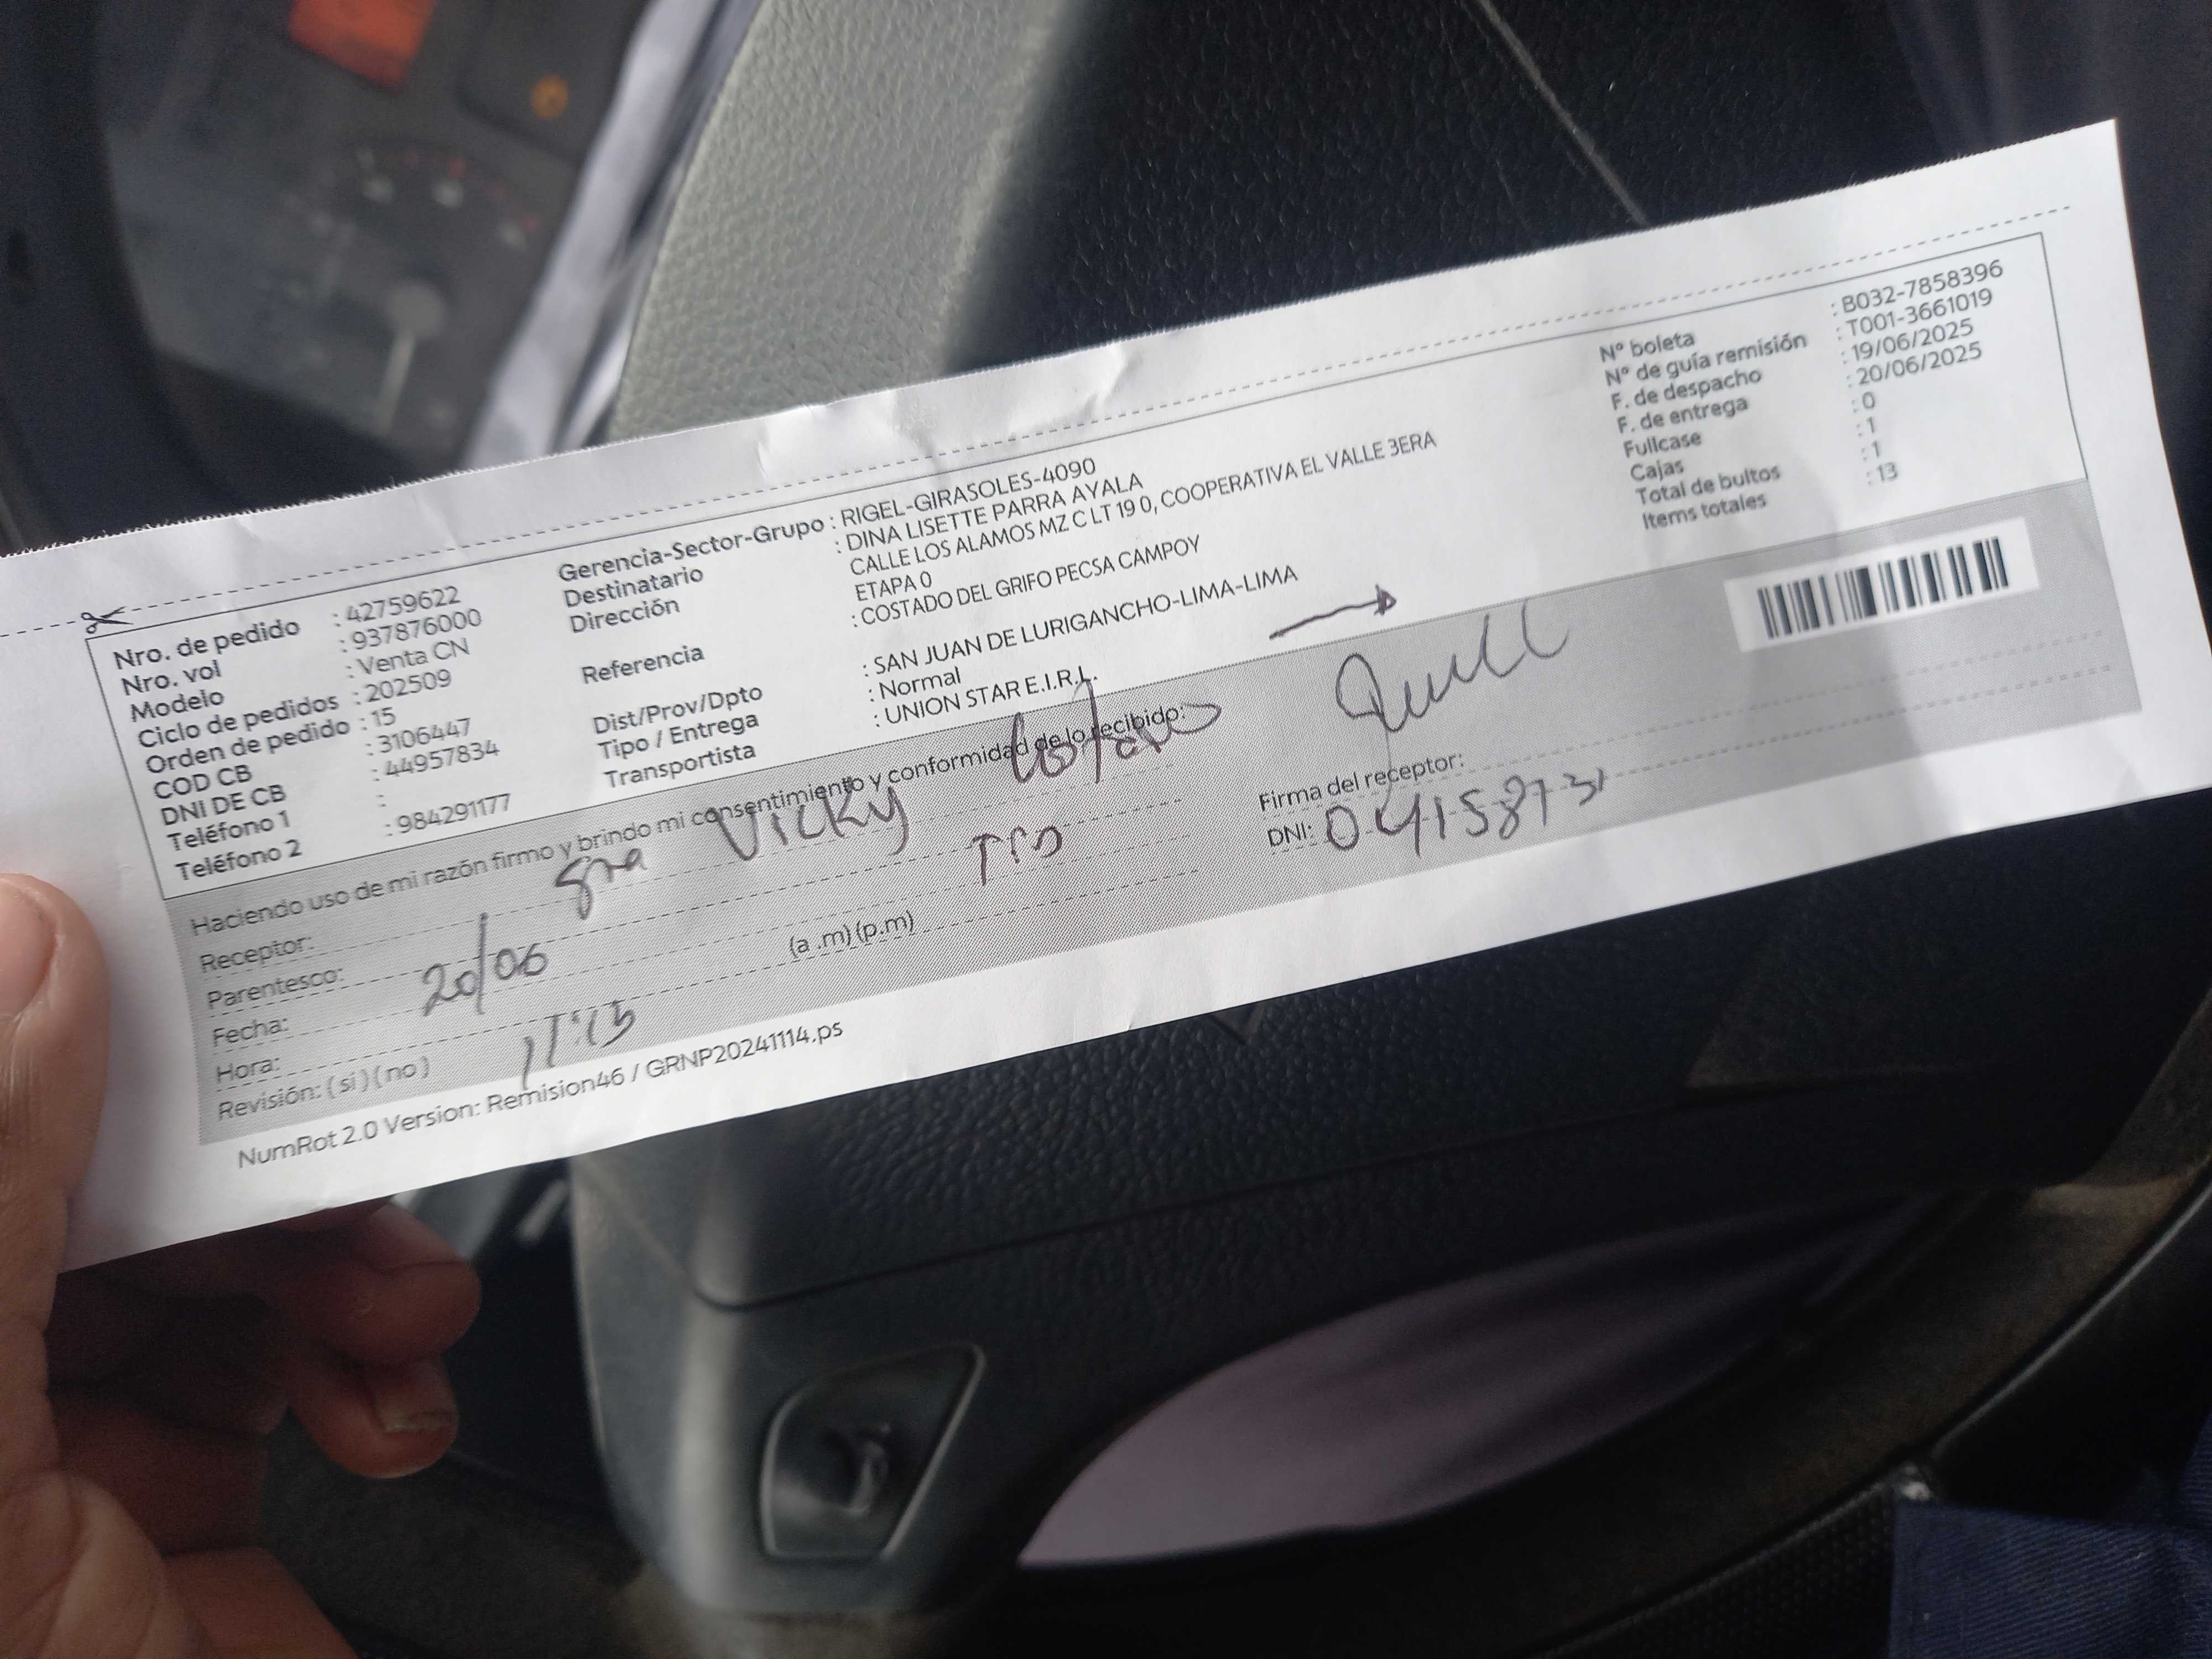 Nro. de pedido : 42759622
Nro. vol : 937876000
Modelo : Venta CN
Ciclo de pedidos : 202509
Orden de pedido : 15
COD CB : 3106447
DNI DE CB : 44957834
Teléfono 1 :
Teléfono 2 : 984291177
Gerencia-Sector-Grupo : RIGEL-GIRASOLES-4090
Destinatario : DINA LISETTE PARRA AYALA
Dirección CALLE LOS ALAMOS MZ C LT 19 0, COOPERATIVA EL VALLE 3ERA
ETAPA 0
Referencia : COSTADO DEL GRIFO PECSA CAMPOY
Dist/Prov/Dpto : SAN JUAN DE LURIGANCHO-LIMA-LIMA
Tipo / Entrega : Normal
Transportista : UNION STAR E.I.R.L.
N° boleta : B032-7858396
N° de guía remisión : T001-3661019
F. de despacho : 19/06/2025
F. de entrega : 20/06/2025
Fullcase : 0
Cajas : 1
Total de bultos : 1
Items totales : 13
Haciendo uso de mi razón firmo y brindo mi consentimiento y conformidad de lo recibido:
Receptor: Sra Vicky
Parentesco:
Fecha: 20/06
Hora: (a .m) (p.m)
Revisión: (si) (no)
Firma del receptor:
DNI:
NumRot 2.0 Version: Remision46 / GRNP20241114.ps